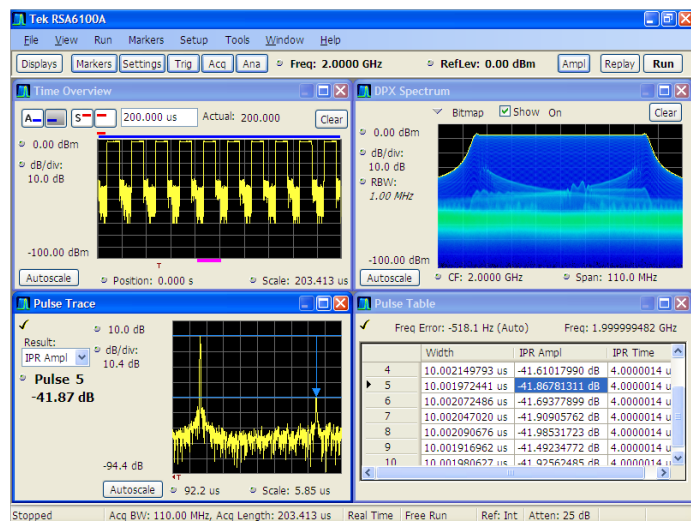 Tek RSA6100A
File View Run Markers Setup Tools Window Help
Displays Markers Settings Trig Acq Ana Freq: 2.0000 GHz RefLev: 0.00 dBm Ampl Replay Run
Time Overview
A S 200.000 us Actual: 200.000 Clear
0.00 dBm
dB/div:
10.0 dB
-100.00 dBm
T
Autoscale Position: 0.000 s Scale: 203.413 us
DPX Spectrum
Bitmap Show On Clear
0.00 dBm
dB/div:
10.0 dB
RBW:
1.00 MHz
-100.00 dBm
Autoscale CF: 2.0000 GHz Span: 110.0 MHz
Pulse Trace
Result:
IPR Ampl
Pulse 5
-41.87 dB
10.0 dB
dB/div:
10.4 dB
-94.4 dB
T
Autoscale 92.2 us Scale: 5.85 us
Pulse Table
Freq Error: -518.1 Hz (Auto) Freq: 1.999999482 GHz
Width IPR Ampl IPR Time
4 10.002149793 us -41.61017990 dB 4.0000014 u
5 10.001972441 us -41.86781311 dB 4.0000014 u
6 10.002072486 us -41.69377899 dB 4.0000014 u
7 10.002047020 us -41.90905762 dB 4.0000014 u
8 10.002090676 us -41.98531723 dB 4.0000014 u
9 10.001916962 us -41.49234772 dB 4.0000014 u
10 10.001980627 us -41.92562485 dB 4.0000014 u
Stopped Acq BW: 110.00 MHz, Acq Length: 203.413 us Real Time Free Run Ref: Int Atten: 25 dB